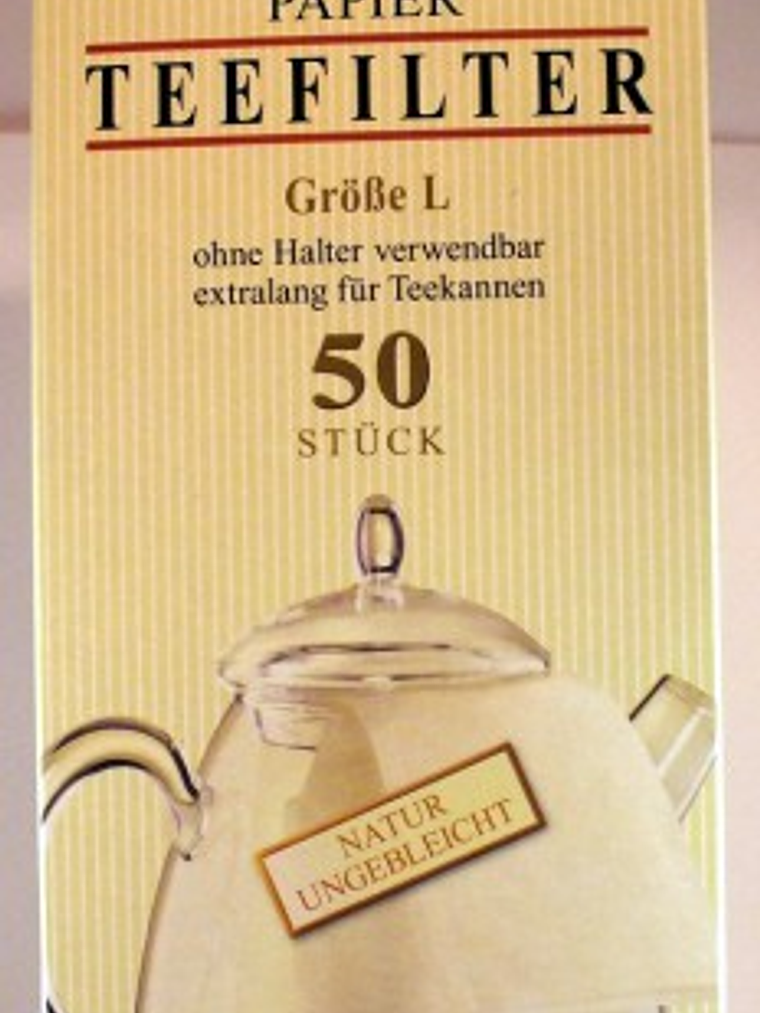 PAPIER
TEEFILTER
Größe L
ohne Halter verwendbar
extralang für Teekannen
50
STÜCK
NATUR
UNGEBLEICHT